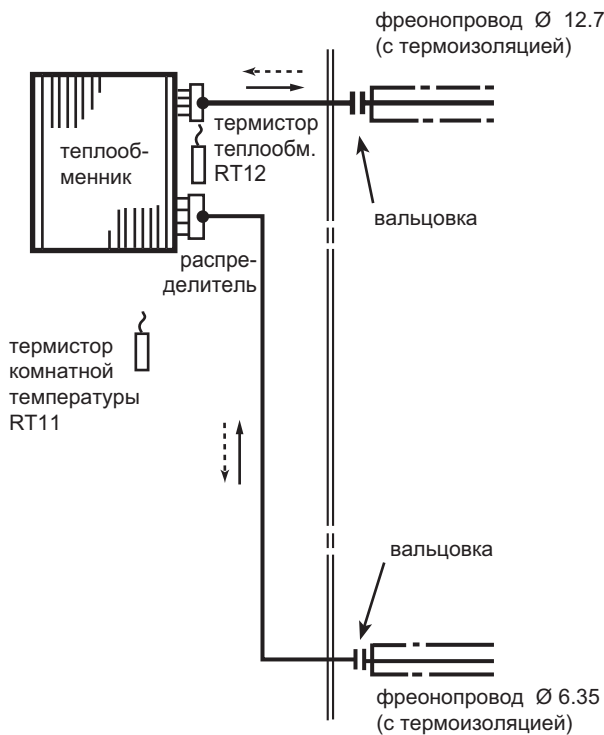 фреонопровод Ø 12.7
(с термоизоляцией)
термистор
теплообм.
RT12
теплооб-
менник
вальцовка
распре-
делитель
термистор
комнатной
температуры
RT11
вальцовка
фреонопровод Ø 6.35
(с термоизоляцией)